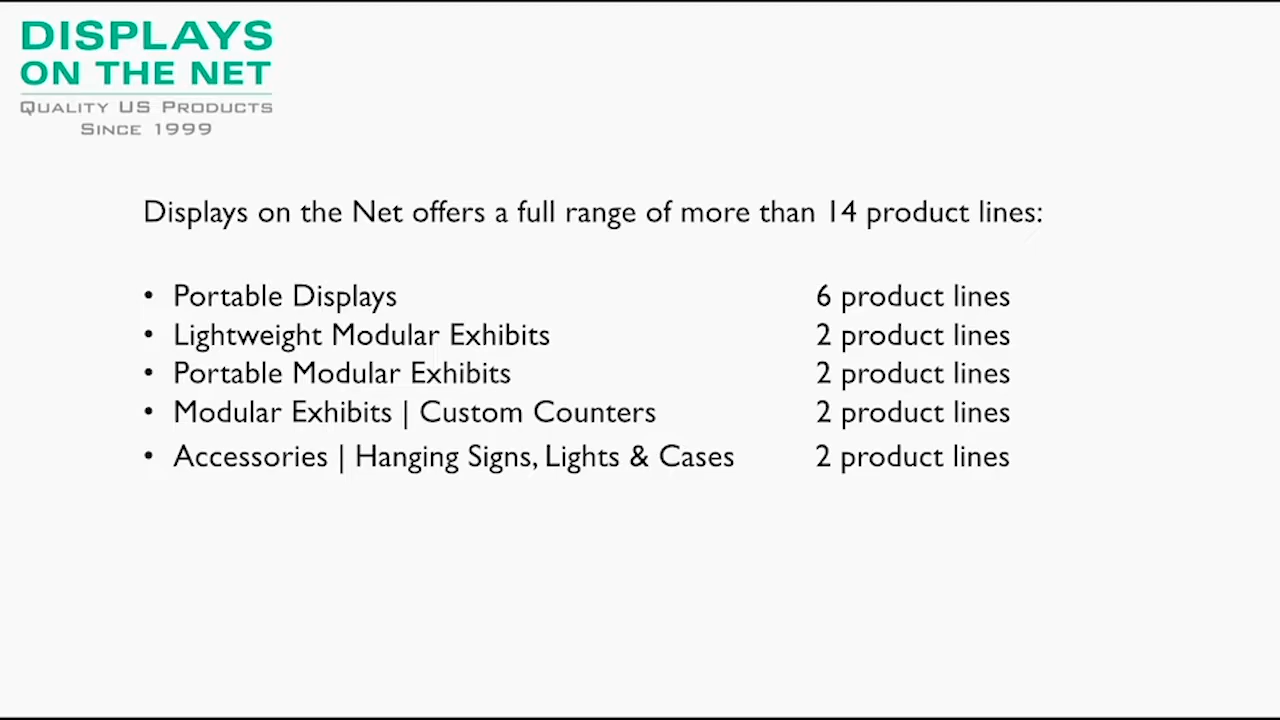 DISPLAYS
ON THE NET
QUALITY US PRODUCTS
SINCE 1999
Displays on the Net offers a full range of more than 14 product lines:
• Portable Displays 6 product lines
• Lightweight Modular Exhibits 2 product lines
• Portable Modular Exhibits 2 product lines
• Modular Exhibits | Custom Counters 2 product lines
• Accessories | Hanging Signs, Lights & Cases 2 product lines